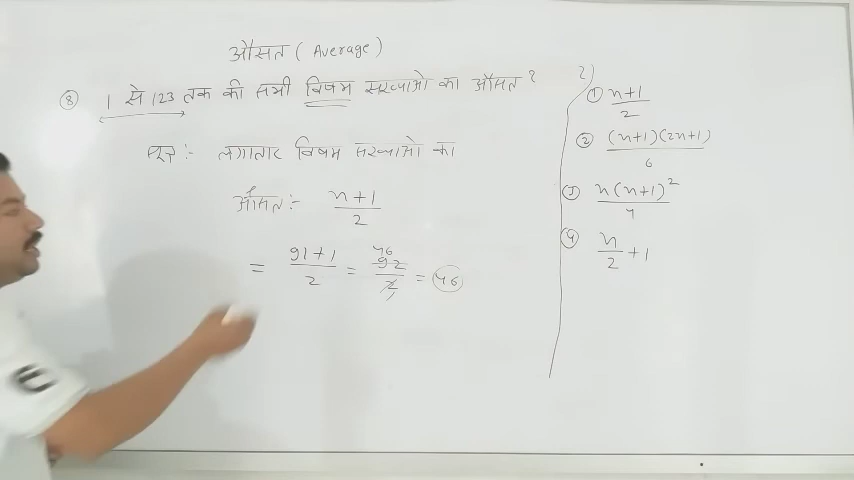 औसत ( Average )
⑧ 1 से 123 तक की सभी विषम संख्याओ का औसत ?
सूत्र :- लगातार विषम संख्याओ का
औसत :- n+1 / 2
= 91+1 / 2 = 92 / 2 = 46
46
2)
① n+1 / 2
② (n+1)(2n+1) / 6
③ n(n+1)² / 4
④ n/2 + 1